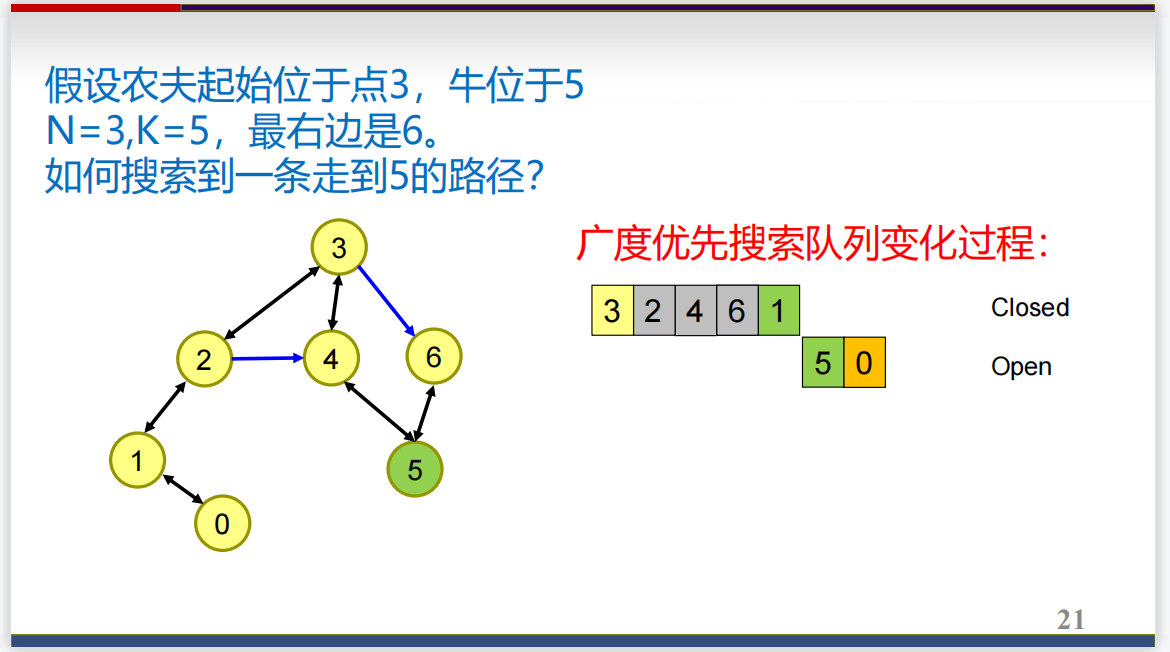 假设农夫起始位于点3，牛位于5
N=3,K=5，最右边是6。
如何搜索到一条走到5的路径？
广度优先搜索队列变化过程：
3 2 4 6 1 Closed
5 0 Open
3
2 4 6
1 5
0
21